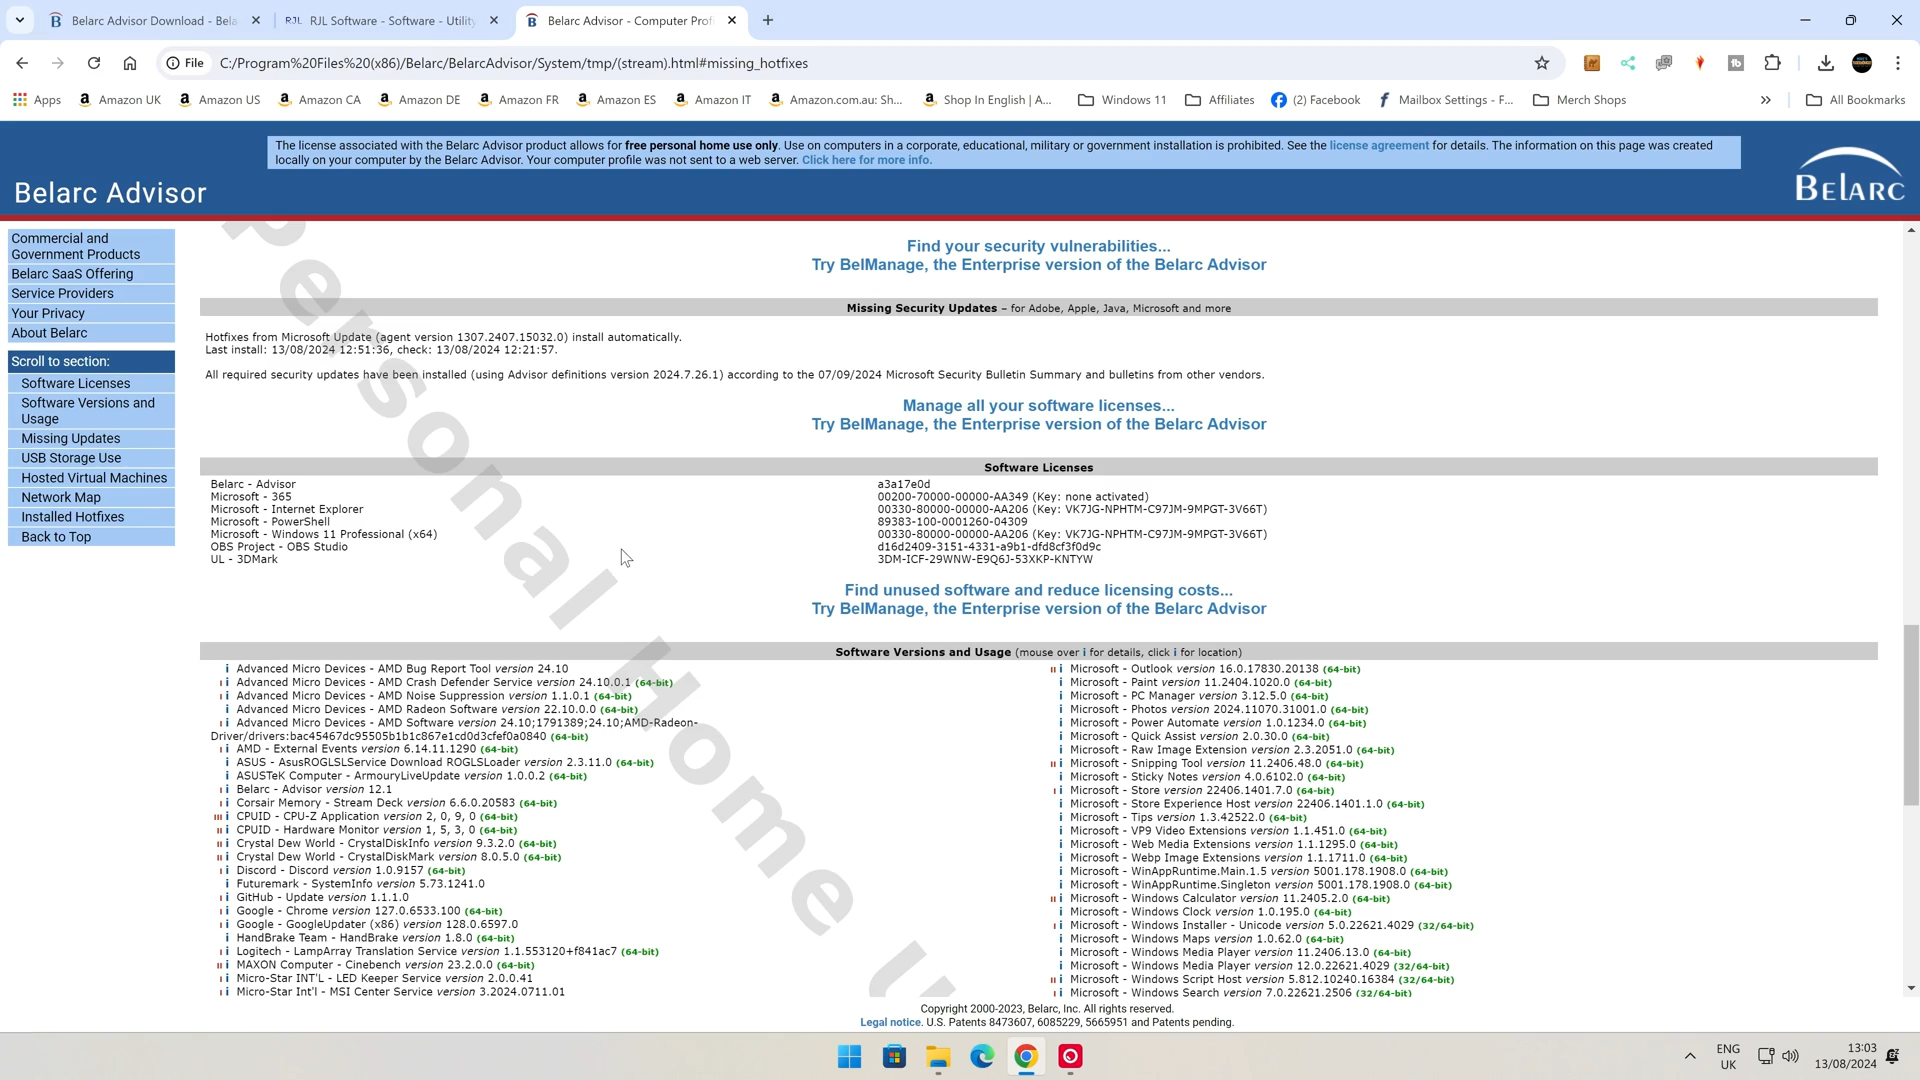 Belarc Advisor Download - Bela
RJL RJL Software - Software - Utility
Belarc Advisor - Computer Prof
File C:/Program%20Files%20(x86)/Belarc/BelarcAdvisor/System/tmp/(stream).html#missing_hotfixes
Apps Amazon UK Amazon US Amazon CA Amazon DE Amazon FR Amazon ES Amazon IT Amazon.com.au: Sh... Shop In English | A... Windows 11 Affiliates (2) Facebook Mailbox Settings - F... Merch Shops » All Bookmarks
The license associated with the Belarc Advisor product allows for free personal home use only. Use on computers in a corporate, educational, military or government installation is prohibited. See the license agreement for details. The information on this page was created
locally on your computer by the Belarc Advisor. Your computer profile was not sent to a web server. Click here for more info.
Belarc Advisor
BELARC
Commercial and
Government Products
Belarc SaaS Offering
Service Providers
Your Privacy
About Belarc
Scroll to section:
Software Licenses
Software Versions and
Usage
Missing Updates
USB Storage Use
Hosted Virtual Machines
Network Map
Installed Hotfixes
Back to Top
Personal Home U
Find your security vulnerabilities...
Try BelManage, the Enterprise version of the Belarc Advisor
Missing Security Updates – for Adobe, Apple, Java, Microsoft and more
Hotfixes from Microsoft Update (agent version 1307.2407.15032.0) install automatically.
Last install: 13/08/2024 12:51:36, check: 13/08/2024 12:21:57.
All required security updates have been installed (using Advisor definitions version 2024.7.26.1) according to the 07/09/2024 Microsoft Security Bulletin Summary and bulletins from other vendors.
Manage all your software licenses...
Try BelManage, the Enterprise version of the Belarc Advisor
Software Licenses
Belarc - Advisor a3a17e0d
Microsoft - 365 00200-70000-00000-AA349 (Key: none activated)
Microsoft - Internet Explorer 00330-80000-00000-AA206 (Key: VK7JG-NPHTM-C97JM-9MPGT-3V66T)
Microsoft - PowerShell 89383-100-0001260-04309
Microsoft - Windows 11 Professional (x64) 00330-80000-00000-AA206 (Key: VK7JG-NPHTM-C97JM-9MPGT-3V66T)
OBS Project - OBS Studio d16d2409-3151-4331-a9b1-dfd8cf3f0d9c
UL - 3DMark 3DM-ICF-29WNW-E9Q6J-53XKP-KNTYW
Find unused software and reduce licensing costs...
Try BelManage, the Enterprise version of the Belarc Advisor
Software Versions and Usage (mouse over i for details, click i for location)
i Advanced Micro Devices - AMD Bug Report Tool version 24.10
i Advanced Micro Devices - AMD Crash Defender Service version 24.10.0.1 (64-bit)
i Advanced Micro Devices - AMD Noise Suppression version 1.1.0.1 (64-bit)
i Advanced Micro Devices - AMD Radeon Software version 22.10.0.0 (64-bit)
i Advanced Micro Devices - AMD Software version 24.10;1791389;24.10;AMD-Radeon-
Driver/drivers:bac45467dc95505b1b1c867e1cd0d3cfef0a0840 (64-bit)
i AMD - External Events version 6.14.11.1290 (64-bit)
i ASUS - AsusROGLSLService Download ROGLSLoader version 2.3.11.0 (64-bit)
i ASUSTeK Computer - ArmouryLiveUpdate version 1.0.0.2 (64-bit)
i Belarc - Advisor version 12.1
i Corsair Memory - Stream Deck version 6.6.0.20583 (64-bit)
i CPUID - CPU-Z Application version 2, 0, 9, 0 (64-bit)
i CPUID - Hardware Monitor version 1, 5, 3, 0 (64-bit)
i Crystal Dew World - CrystalDiskInfo version 9.3.2.0 (64-bit)
i Crystal Dew World - CrystalDiskMark version 8.0.5.0 (64-bit)
i Discord - Discord version 1.0.9157 (64-bit)
i Futuremark - SystemInfo version 5.73.1241.0
i GitHub - Update version 1.1.1.0
i Google - Chrome version 127.0.6533.100 (64-bit)
i Google - GoogleUpdater (x86) version 128.0.6597.0
i HandBrake Team - HandBrake version 1.8.0 (64-bit)
i Logitech - LampArray Translation Service version 1.1.553120+f841ac7 (64-bit)
i MAXON Computer - Cinebench version 23.2.0.0 (64-bit)
i Micro-Star INT'L - LED Keeper Service version 2.0.0.41
i Micro-Star Int'l - MSI Center Service version 3.2024.0711.01
i Microsoft - Outlook version 16.0.17830.20138 (64-bit)
i Microsoft - Paint version 11.2404.1020.0 (64-bit)
i Microsoft - PC Manager version 3.12.5.0 (64-bit)
i Microsoft - Photos version 2024.11070.31001.0 (64-bit)
i Microsoft - Power Automate version 1.0.1234.0 (64-bit)
i Microsoft - Quick Assist version 2.0.30.0 (64-bit)
i Microsoft - Raw Image Extension version 2.3.2051.0 (64-bit)
i Microsoft - Snipping Tool version 11.2406.48.0 (64-bit)
i Microsoft - Sticky Notes version 4.0.6102.0 (64-bit)
i Microsoft - Store version 22406.1401.7.0 (64-bit)
i Microsoft - Store Experience Host version 22406.1401.1.0 (64-bit)
i Microsoft - Tips version 1.3.42522.0 (64-bit)
i Microsoft - VP9 Video Extensions version 1.1.451.0 (64-bit)
i Microsoft - Web Media Extensions version 1.1.1295.0 (64-bit)
i Microsoft - Webp Image Extensions version 1.1.1711.0 (64-bit)
i Microsoft - WinAppRuntime.Main.1.5 version 5001.178.1908.0 (64-bit)
i Microsoft - WinAppRuntime.Singleton version 5001.178.1908.0 (64-bit)
i Microsoft - Windows Calculator version 11.2405.2.0 (64-bit)
i Microsoft - Windows Clock version 1.0.195.0 (64-bit)
i Microsoft - Windows Installer - Unicode version 5.0.22621.4029 (32/64-bit)
i Microsoft - Windows Maps version 1.0.62.0 (64-bit)
i Microsoft - Windows Media Player version 11.2406.13.0 (64-bit)
i Microsoft - Windows Media Player version 12.0.22621.4029 (32/64-bit)
i Microsoft - Windows Script Host version 5.812.10240.16384 (32/64-bit)
i Microsoft - Windows Search version 7.0.22621.2506 (32/64-bit)
Copyright 2000-2023, Belarc, Inc. All rights reserved.
Legal notice. U.S. Patents 8473607, 6085229, 5665951 and Patents pending.
ENG
UK
13:03
13/08/2024